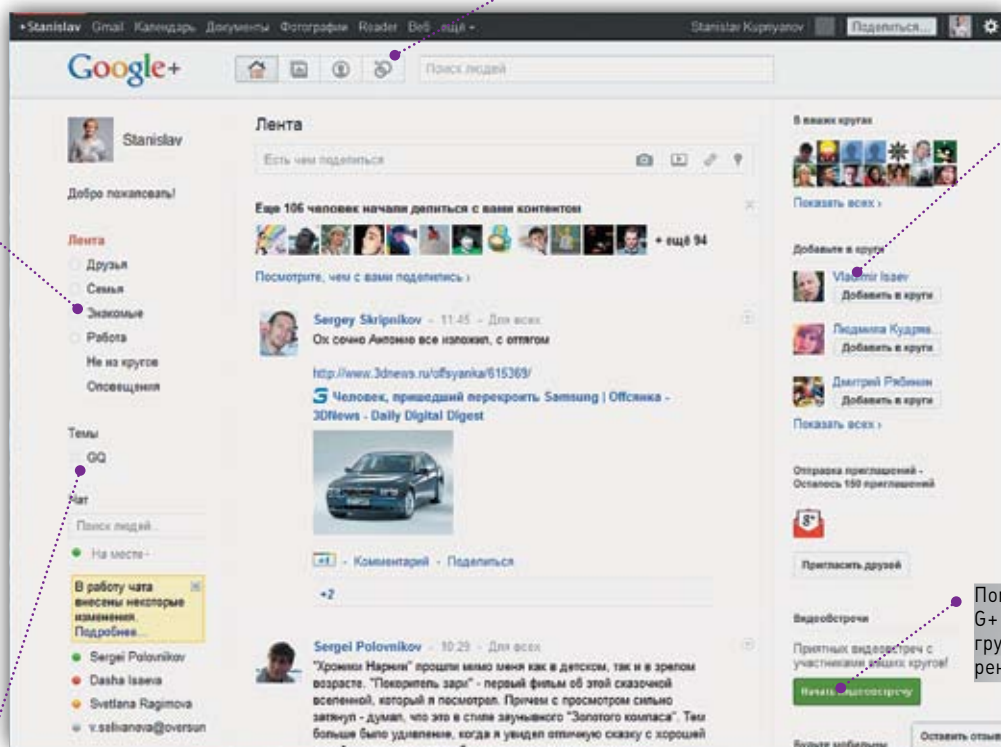 +Stanislav Gmail Календарь Документы Фотографии Reader Веб ещё
Stanislav Kupriyanov Поделиться...
Google+
Поиск людей
Stanislav
Добро пожаловать!
Лента
Друзья
Семья
Знакомые
Работа
Не из кругов
Оповещения
Темы
GQ
Чат
Поиск людей...
На месте
В работу чата
внесены некоторые
изменения.
Подробнее...
Sergei Polovnikov
Dasha Isaeva
Svetlana Ragimova
v.selivanova@oversun
Лента
Есть чем поделиться
Еще 106 человек начали делиться с вами контентом
+ ещё 94
Посмотрите, чем с вами поделились ›
Sergey Skripnikov - 11:45 - Для всех
Ох сочно Антонио все изложил, с оттягом
http://www.3dnews.ru/offsyanka/615369/
Человек, пришедший перекроить Samsung | Offсянка -
3DNews - Daily Digital Digest
+1 - Комментарий - Поделиться
+2
Sergei Polovnikov - 10:29 - Для всех
"Хроники Нарнии" прошли мимо меня как в детском, так и в зрелом
возрасте. "Покоритель зари" - первый фильм об этой сказочной
вселенной, который я посмотрел. Причем с просмотром сильно
затянул - думал, что это в стиле заунывного "Золотого компаса". Тем
больше было удивление, когда я увидел отличную сказку с хорошей
В ваших кругах
Показать всех ›
Добавьте в круги
Vladimir Isaev
Добавить в круги
Людмила Кудряв...
Добавить в круги
Дмитрий Рябинин
Добавить в круги
Показать всех ›
Отправка приглашений -
Осталось 150 приглашений
Пригласить друзей
Видеовстречи
Приятных видеовстреч с
участниками ваших кругов!
Начать видеовстречу
Будьте мобильны
Оставить отзыв
G+